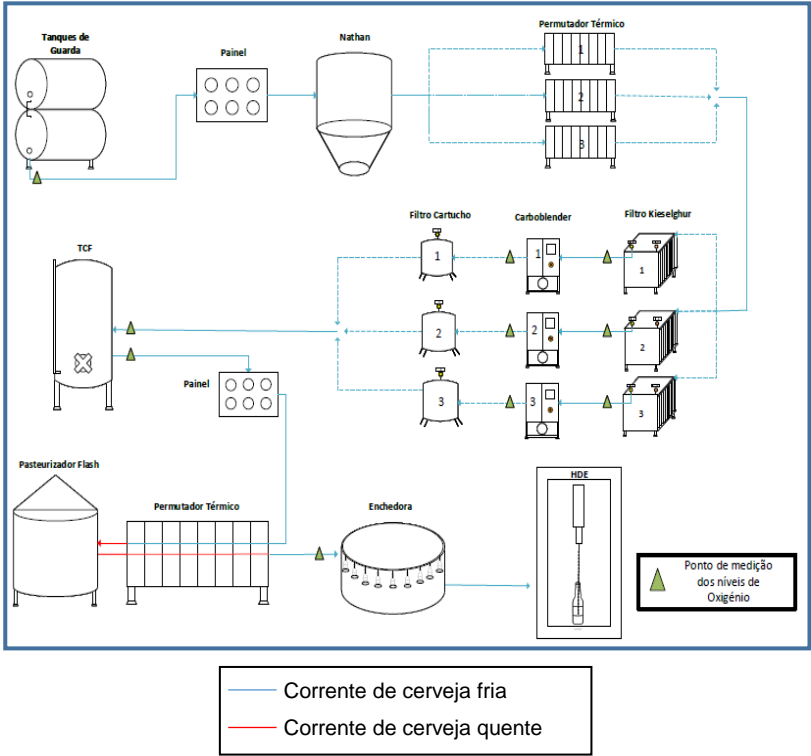 Tanques de
Guarda
Painel
Nathan
Permutador Térmico
1
2
3
Filtro Cartucho
Carboblender
Filtro Kieselghur
1
1
1
2
2
2
3
3
3
TCF
Painel
Pasteurizador Flash
Permutador Térmico
Enchedora
HDE
Ponto de medição
dos níveis de
Oxigénio
Corrente de cerveja fria
Corrente de cerveja quente